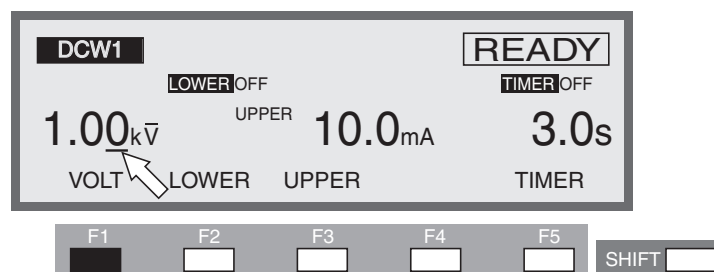 DCW1 READY
LOWER OFF TIMER OFF
1.00kV̅ UPPER 10.0mA 3.0s
VOLT LOWER UPPER TIMER
F1 F2 F3 F4 F5
SHIFT